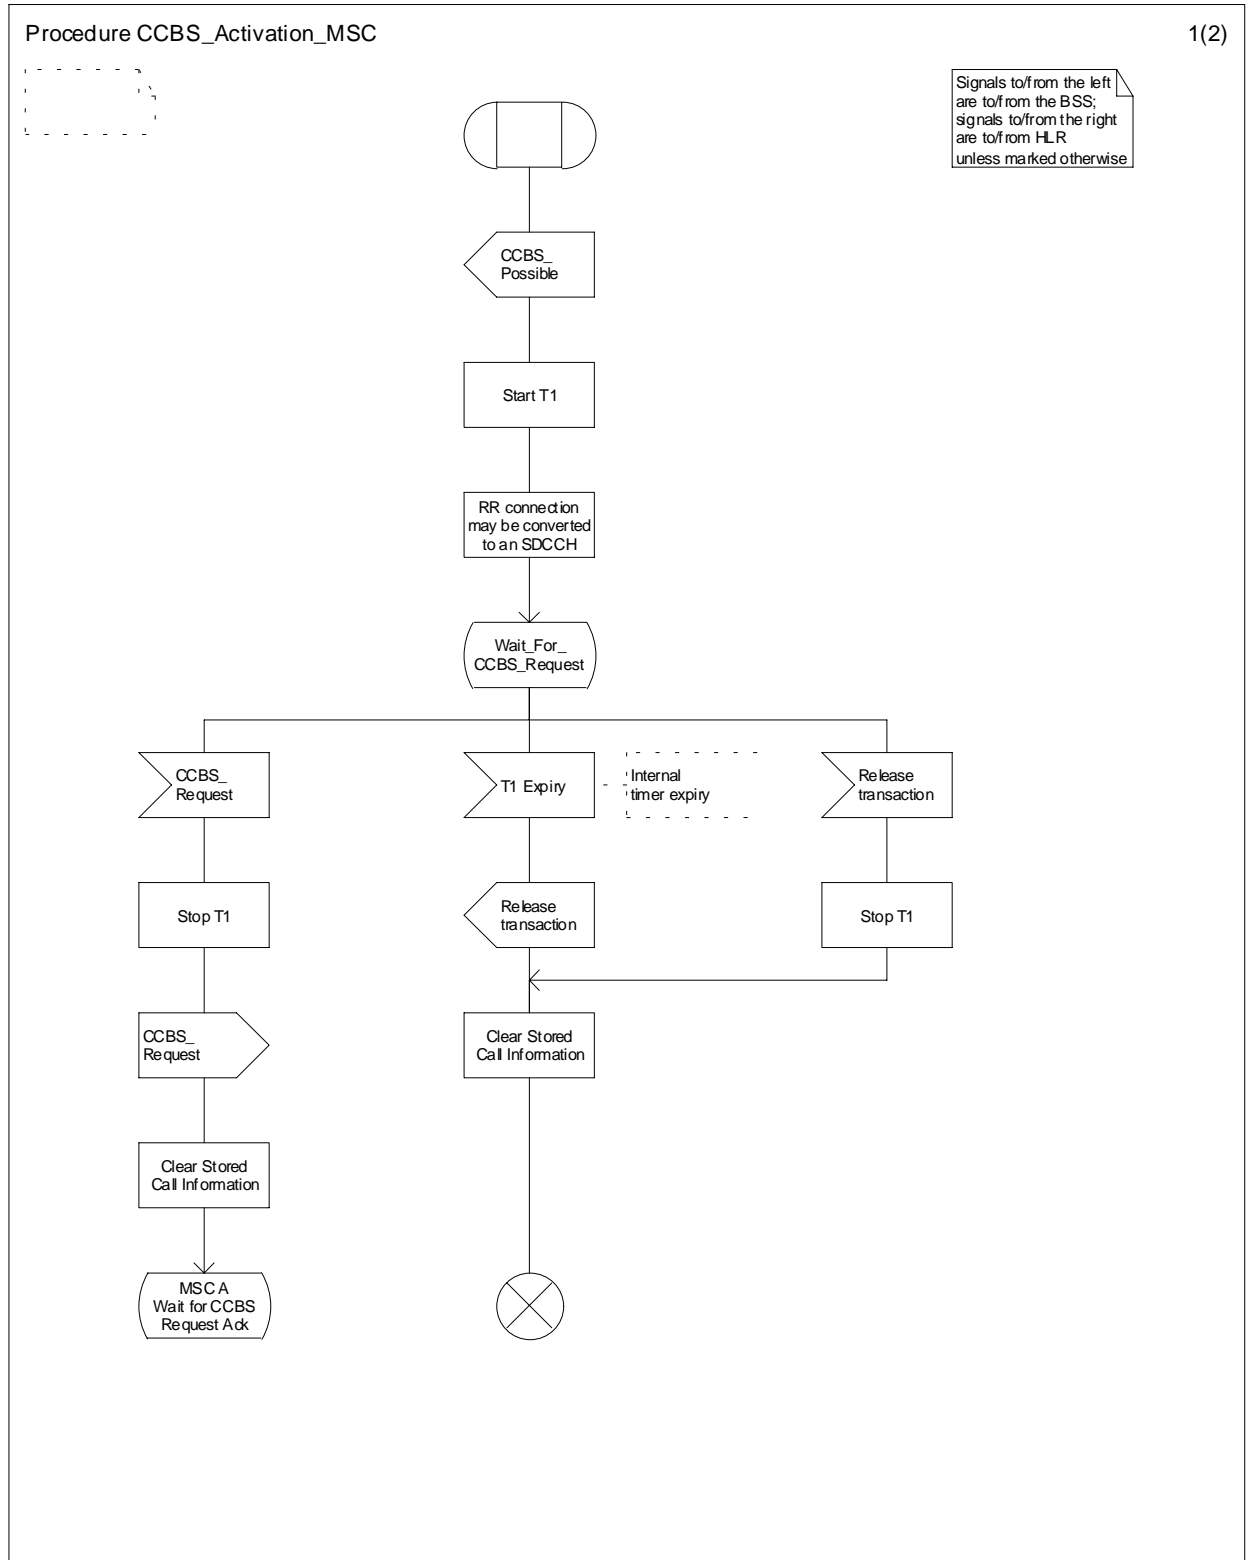 Procedure CCBS_Activation_MSC
1(2)
Signals to/from the left
are to/from the BSS;
signals to/from the right
are to/from HLR
unless marked otherwise
CCBS_
Possible
Start T1
RR connection
may be converted
to an SDCCH
Wait_For_
CCBS_Request
CCBS_
Request
T1 Expiry
Internal
timer expiry
Release
transaction
Stop T1
Release
transaction
Stop T1
CCBS_
Request
Clear Stored
Call Information
Clear Stored
Call Information
MSC A
Wait for CCBS
Request Ack